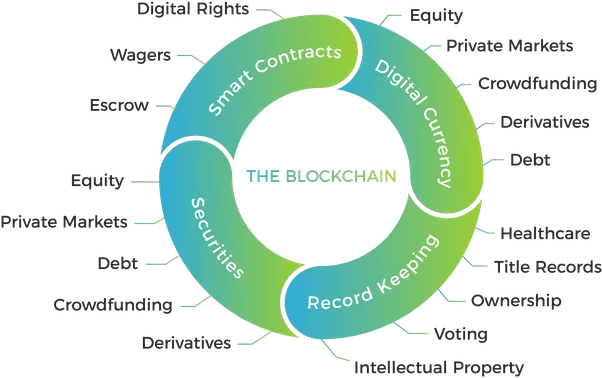 Digital Rights
Wagers
Escrow
Smart Contracts
Equity
Private Markets
Crowdfunding
Derivatives
Debt
Digital Currency
THE BLOCKCHAIN
Equity
Private Markets
Debt
Crowdfunding
Derivatives
Securities
Healthcare
Title Records
Ownership
Voting
Intellectual Property
Record Keeping